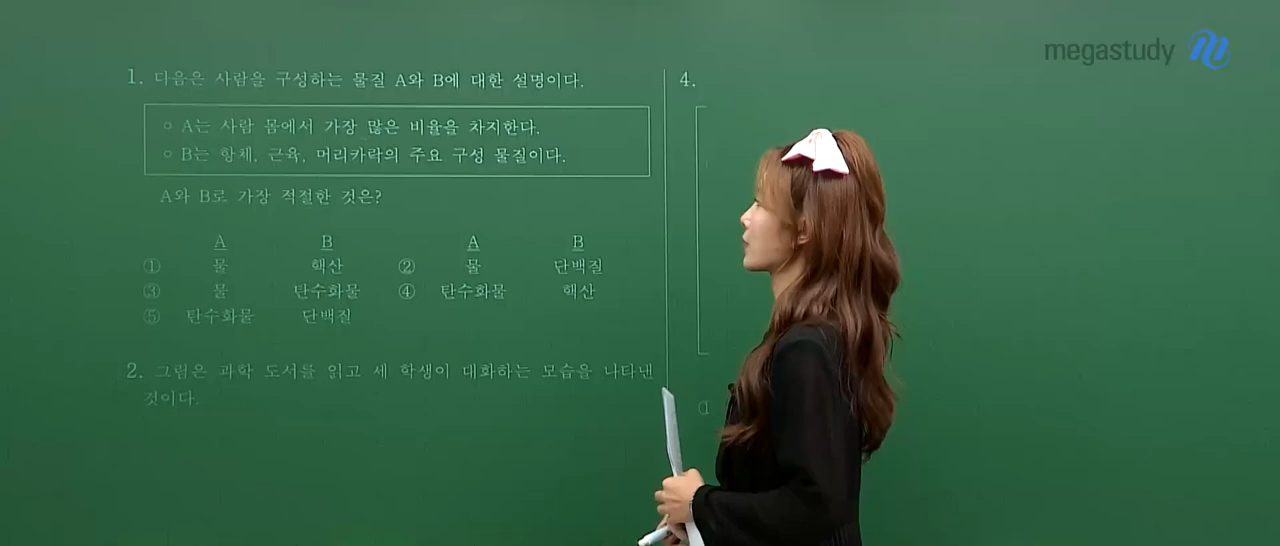 megastudy
1. 다음은 사람을 구성하는 물질 A와 B에 대한 설명이다.
○ A는 사람 몸에서 가장 많은 비율을 차지한다.
○ B는 항체, 근육, 머리카락의 주요 구성 물질이다.
A와 B로 가장 적절한 것은?
A B A B
① 물 핵산 ② 물 단백질
③ 물 탄수화물 ④ 탄수화물 핵산
⑤ 탄수화물 단백질
2. 그림은 과학 도서를 읽고 세 학생이 대화하는 모습을 나타낸
것이다.
4.